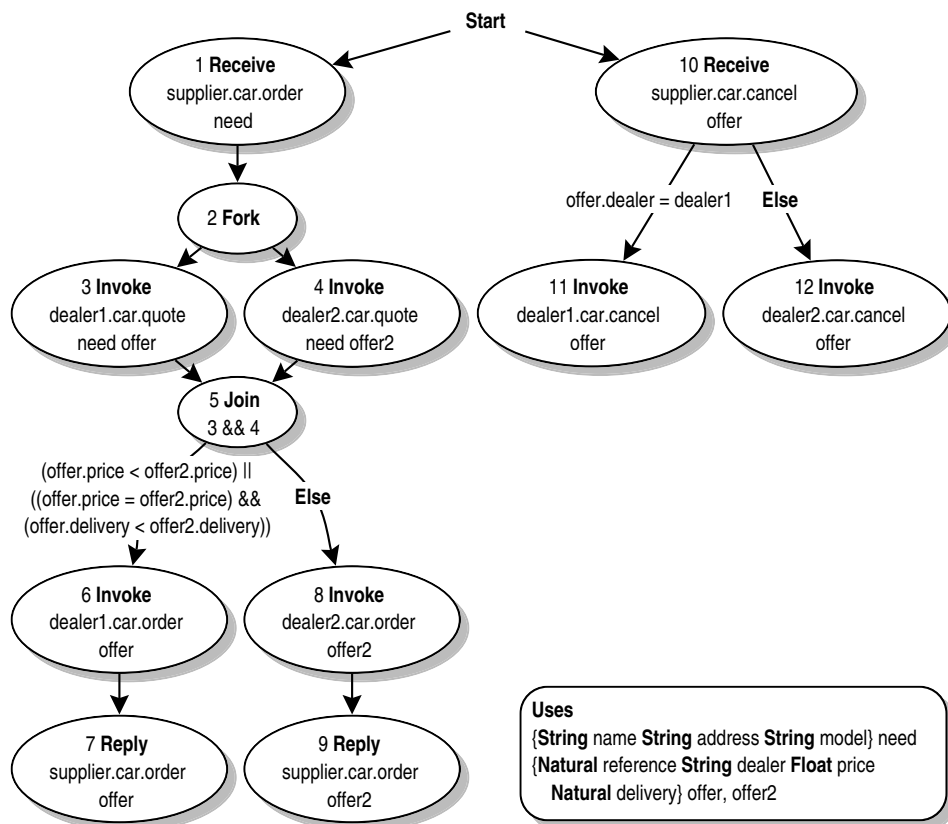 Start
1 Receive
supplier.car.order
need
10 Receive
supplier.car.cancel
offer
2 Fork
offer.dealer = dealer1
Else
3 Invoke
dealer1.car.quote
need offer
4 Invoke
dealer2.car.quote
need offer2
11 Invoke
dealer1.car.cancel
offer
12 Invoke
dealer2.car.cancel
offer
5 Join
3 && 4
(offer.price < offer2.price) ||
((offer.price = offer2.price) &&
(offer.delivery < offer2.delivery))
Else
6 Invoke
dealer1.car.order
offer
8 Invoke
dealer2.car.order
offer2
7 Reply
supplier.car.order
offer
9 Reply
supplier.car.order
offer2
Uses
{String name String address String model} need
{Natural reference String dealer Float price
Natural delivery} offer, offer2